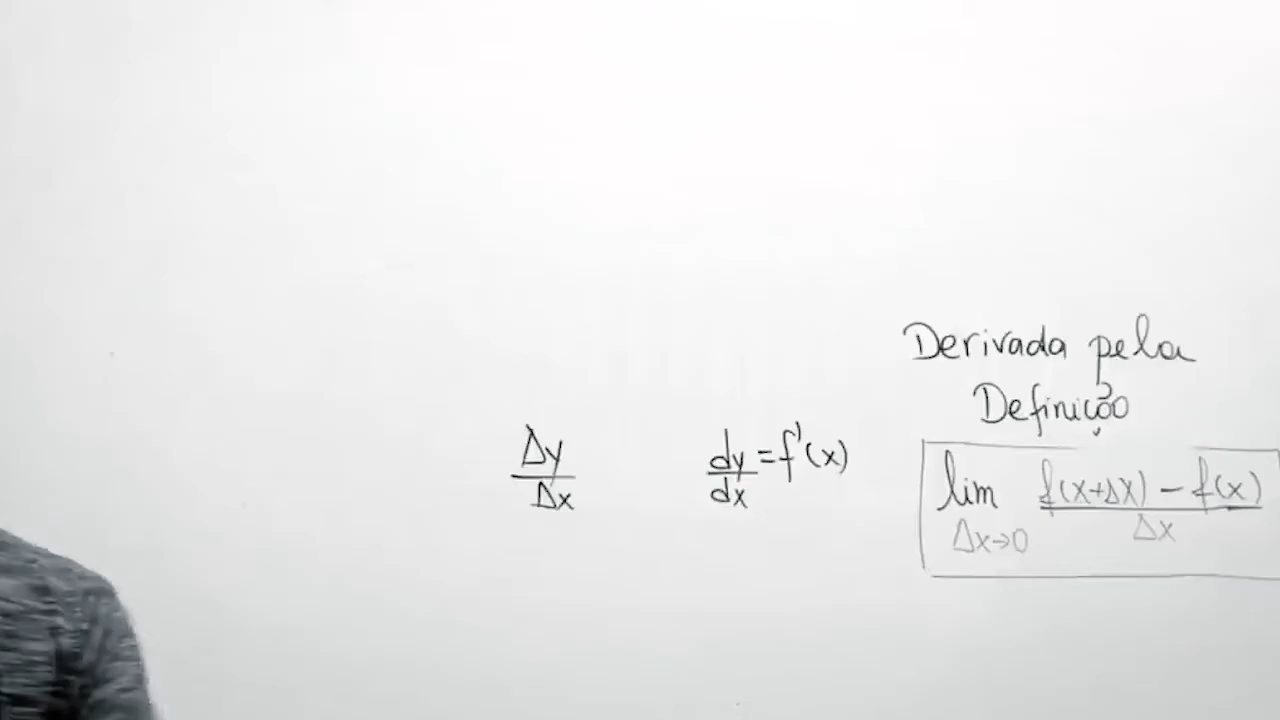 Derivada pela
Definição
Δy/Δx
dy/dx = f'(x)
lim Δx→0 f(x+Δx) - f(x) / Δx